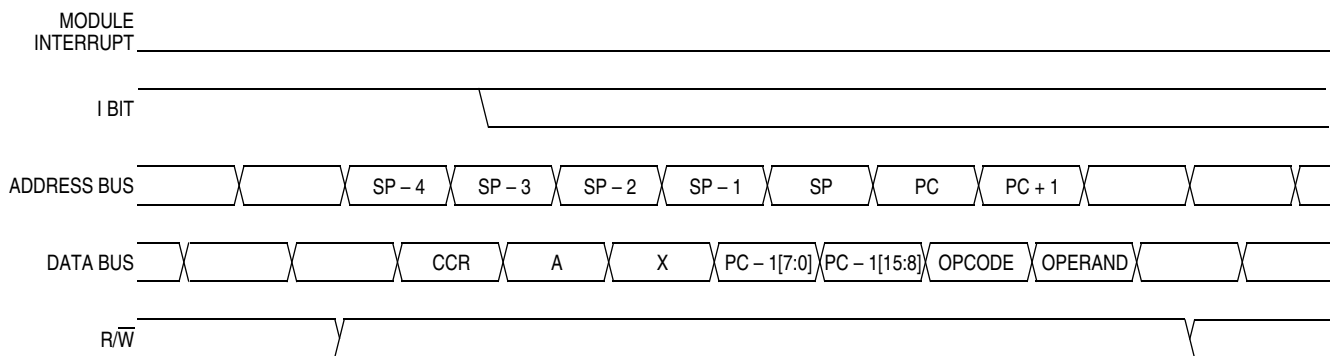 MODULE
INTERRUPT
I BIT
ADDRESS BUS SP – 4 SP – 3 SP – 2 SP – 1 SP PC PC + 1
DATA BUS CCR A X PC – 1[7:0] PC – 1[15:8] OPCODE OPERAND
R/W̅